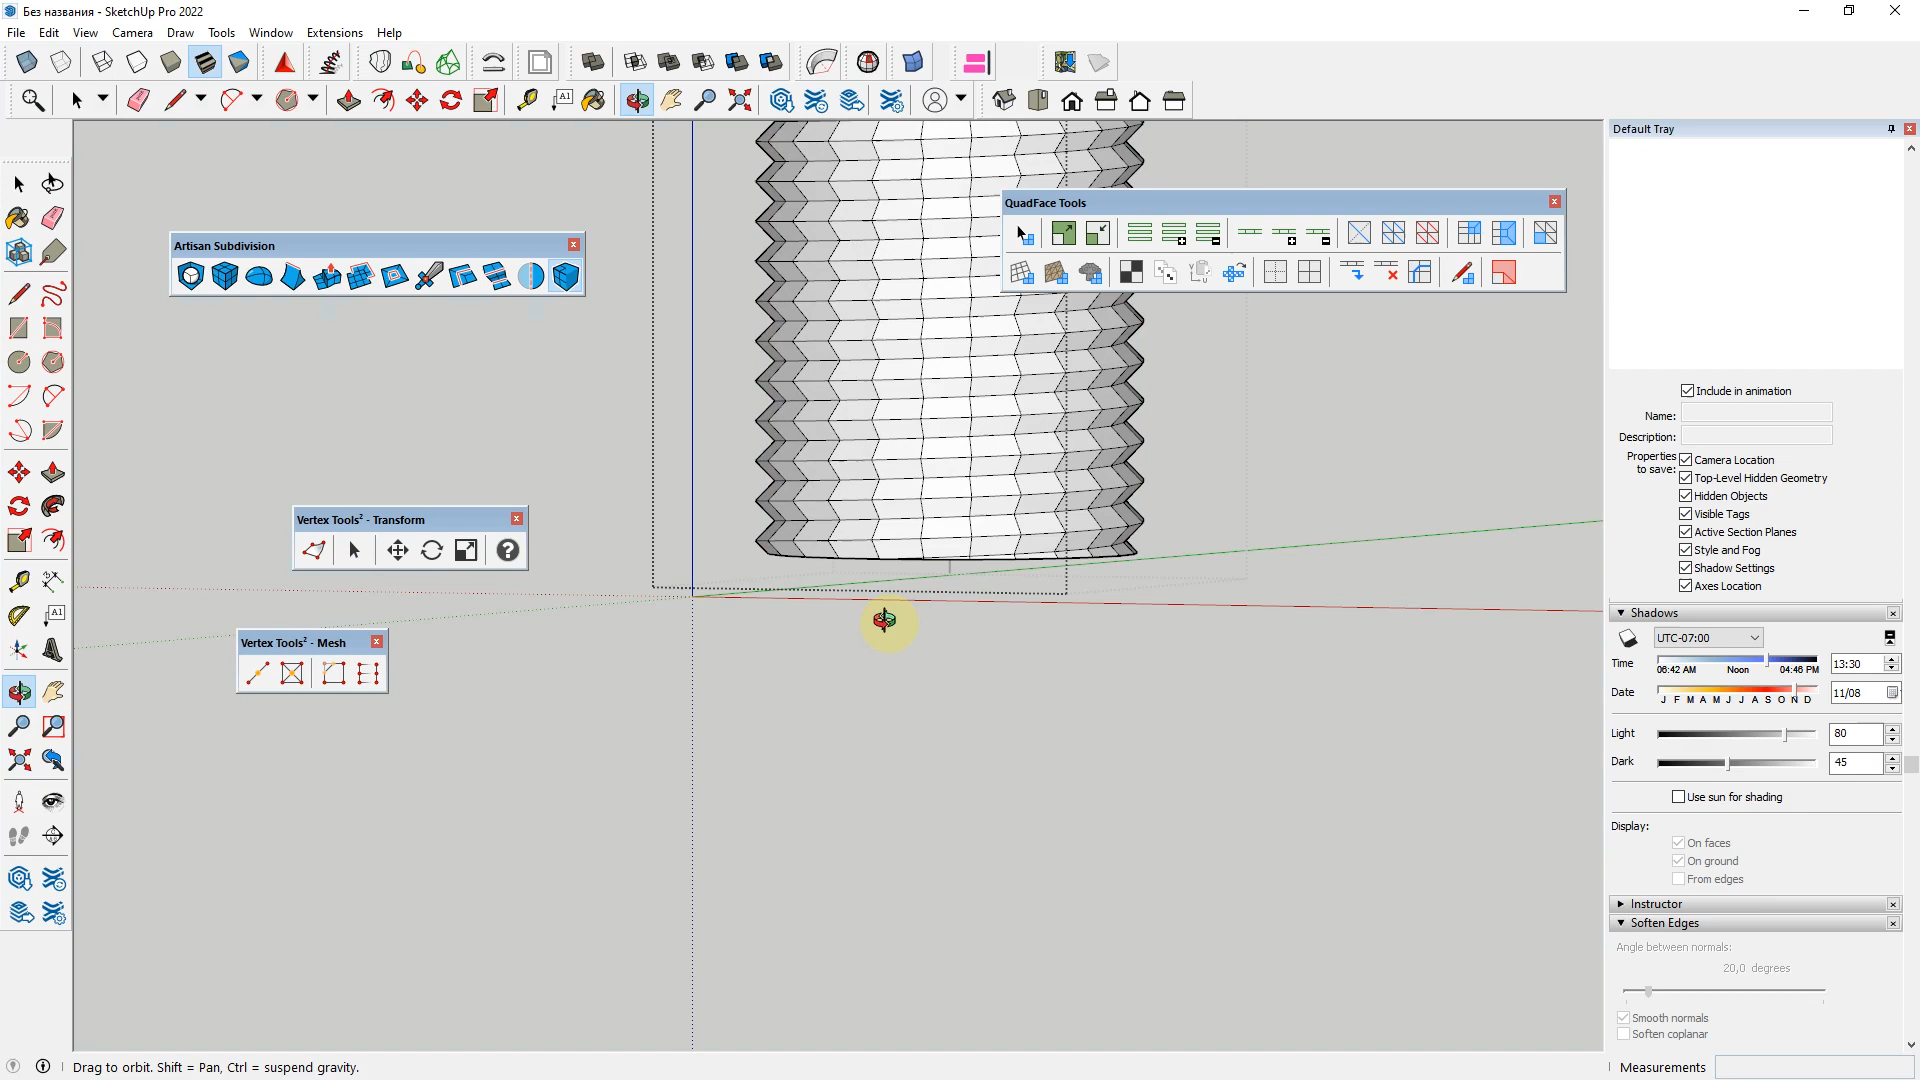 Без названия - SketchUp Pro 2022
File Edit View Camera Draw Tools Window Extensions Help
A1
Default Tray
QuadFace Tools
Artisan Subdivision
Include in animation
Name:
Description:
Properties to save:
Camera Location
Top-Level Hidden Geometry
Hidden Objects
Visible Tags
Active Section Planes
Style and Fog
Shadow Settings
Axes Location
Vertex Tools² - Transform
?
Vertex Tools² - Mesh
A1
Shadows
UTC-07:00
Time
06:42 AM Noon 04:46 PM
13:30
Date
J F M A M J J A S O N D
11/08
Light
80
Dark
45
Use sun for shading
Display:
On faces
On ground
From edges
Instructor
Soften Edges
Angle between normals:
20,0 degrees
Smooth normals
Soften coplanar
Drag to orbit. Shift = Pan, Ctrl = suspend gravity.
Measurements